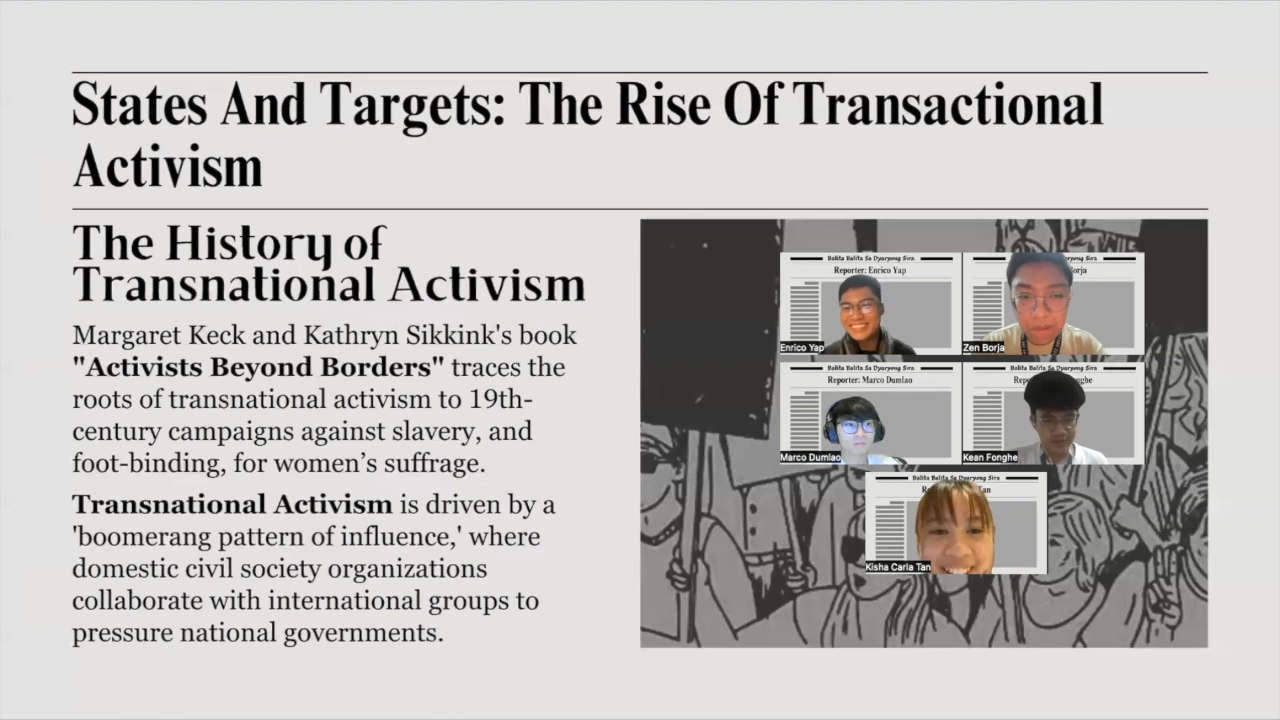 States And Targets: The Rise Of Transactional
Activism
The History of
Transnational Activism
Margaret Keck and Kathryn Sikkink's book
"Activists Beyond Borders" traces the
roots of transnational activism to 19th-
century campaigns against slavery, and
foot-binding, for women’s suffrage.
Transnational Activism is driven by a
'boomerang pattern of influence,' where
domestic civil society organizations
collaborate with international groups to
pressure national governments.
Balita Balita Sa Dyaryong Sira
Reporter: Enrico Yap
Enrico Yap
Balita Balita Sa Dyaryong Sira
Borja
Zen Borja
Balita Balita Sa Dyaryong Sira
Reporter: Marco Dumlao
Marco Dumlao
Balita Balita Sa Dyaryong Sira
Kean Fonghe
Balita Balita Sa Dyaryong Sira
Tan
Kisha Carla Tan